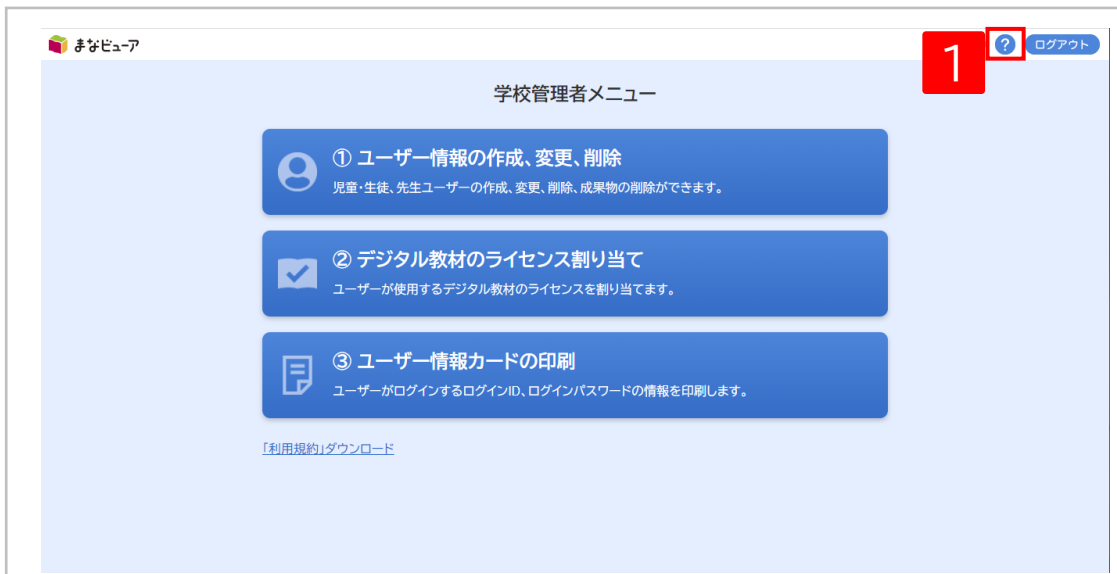 まなビューア
1
?
ログアウト
学校管理者メニュー
① ユーザー情報の作成、変更、削除
児童・生徒、先生ユーザーの作成、変更、削除、成果物の削除ができます。
② デジタル教材のライセンス割り当て
ユーザーが使用するデジタル教材のライセンスを割り当てます。
③ ユーザー情報カードの印刷
ユーザーがログインするログインID、ログインパスワードの情報を印刷します。
「利用規約」ダウンロード